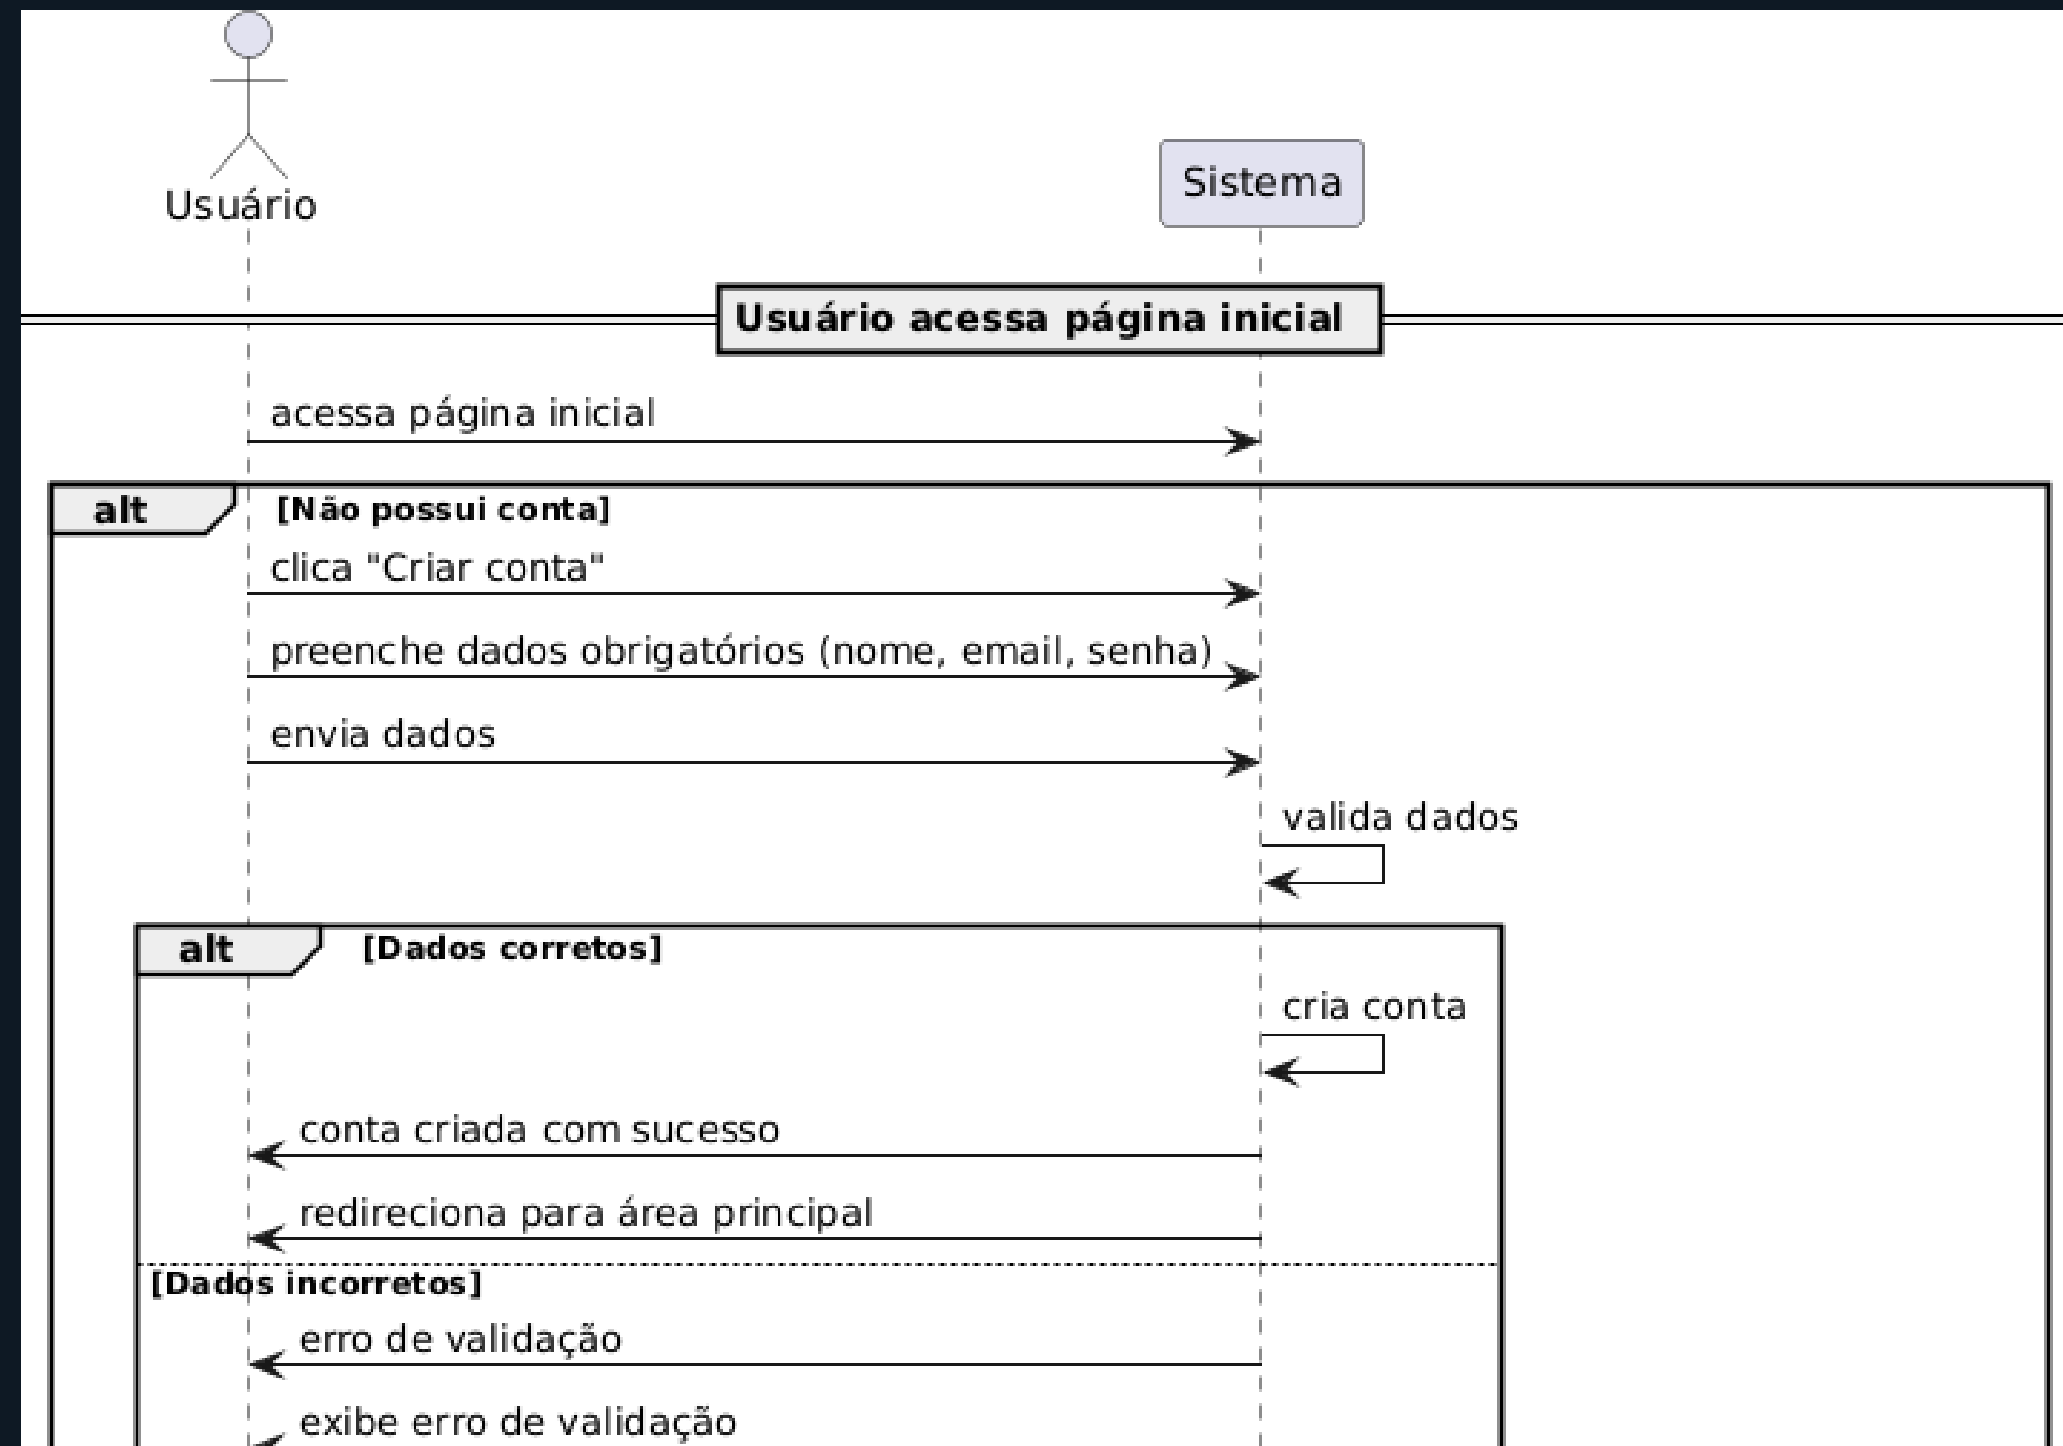 Usuário
Sistema
Usuário acessa página inicial
acessa página inicial
alt
[Não possui conta]
clica "Criar conta"
preenche dados obrigatórios (nome, email, senha)
envia dados
valida dados
alt
[Dados corretos]
cria conta
conta criada com sucesso
redireciona para área principal
[Dados incorretos]
erro de validação
exibe erro de validação